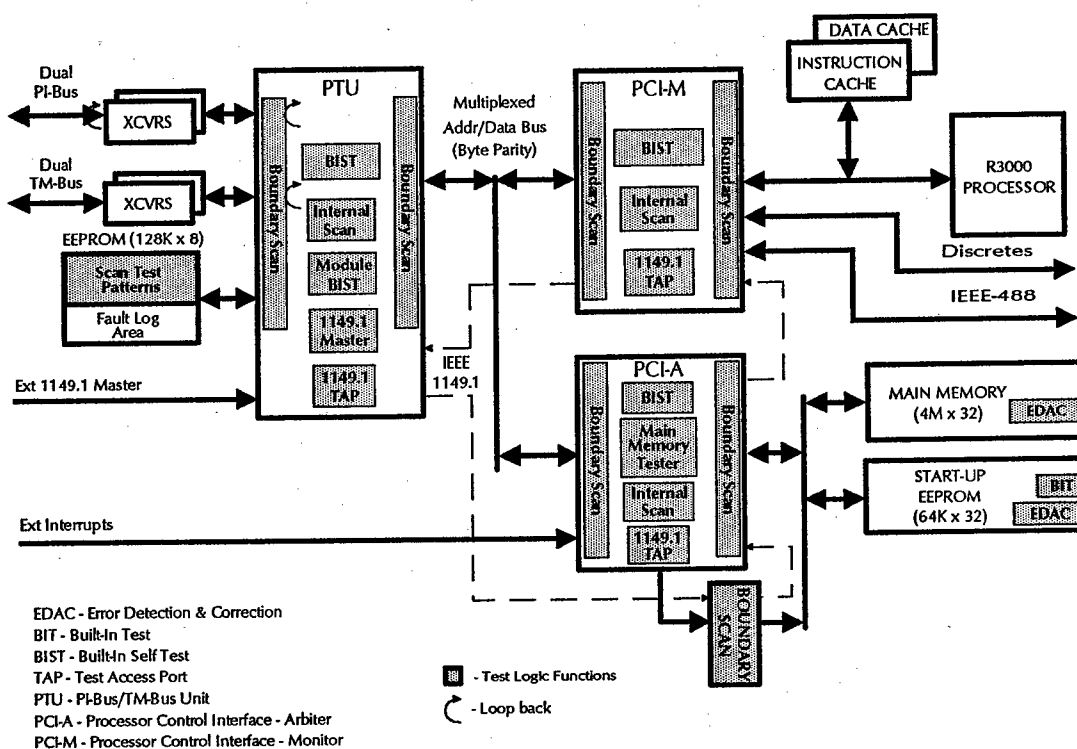 DATA CACHE
INSTRUCTION
CACHE
Dual
PI-Bus
XCVRS
Dual
TM-Bus
XCVRS
EEPROM (128K x 8)
Scan Test
Patterns
Fault Log
Area
Ext 1149.1 Master
Ext Interrupts
PTU
Boundary Scan
BIST
Internal
Scan
Module
BIST
1149.1
Master
1149.1
TAP
Boundary Scan
Multiplexed
Addr/Data Bus
(Byte Parity)
IEEE
1149.1
PCI-M
Boundary Scan
BIST
Internal
Scan
1149.1
TAP
Boundary Scan
R3000
PROCESSOR
Discretes
IEEE-488
PCI-A
Boundary Scan
BIST
Main
Memory
Tester
Internal
Scan
1149.1
TAP
Boundary Scan
BOUNDARY
SCAN
MAIN MEMORY
(4M x 32)
EDAC
START-UP
EEPROM
(64K x 32)
BIT
EDAC
EDAC - Error Detection & Correction
BIT - Built-In Test
BIST - Built-In Self Test
TAP - Test Access Port
PTU - PI-Bus/TM-Bus Unit
PCI-A - Processor Control Interface - Arbiter
PCI-M - Processor Control Interface - Monitor
- Test Logic Functions
- Loop back